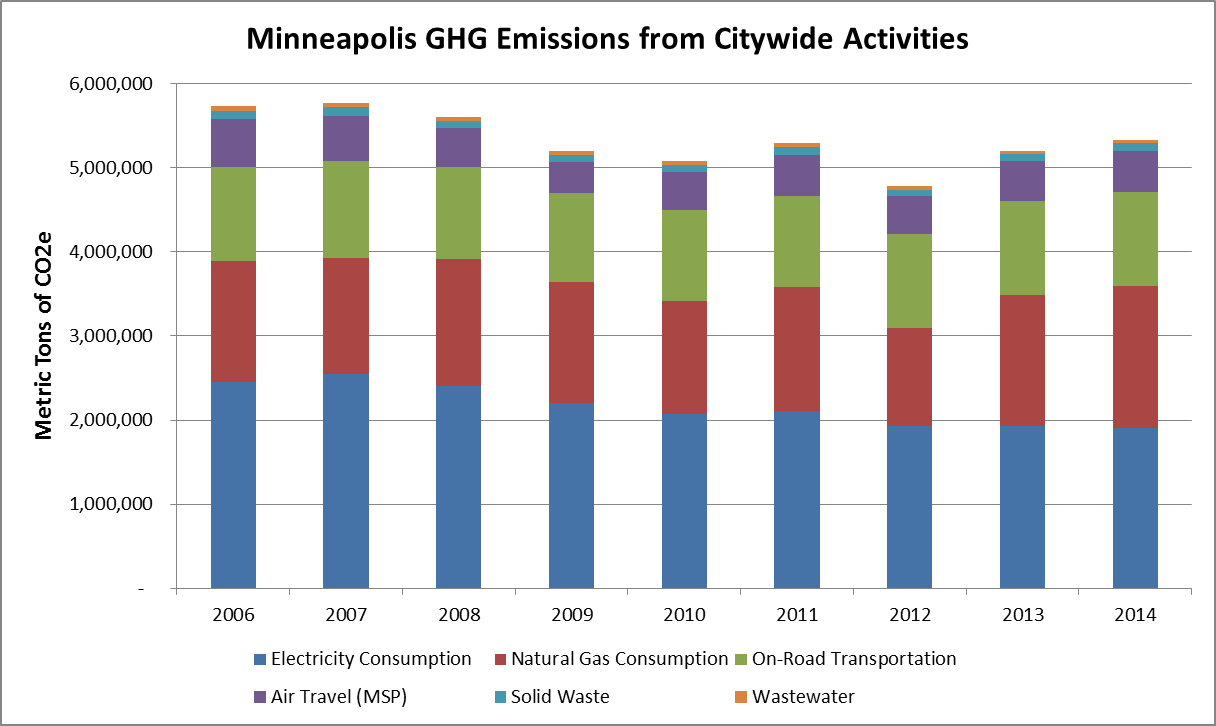 Minneapolis GHG Emissions from Citywide Activities
Metric Tons of CO2e
6,000,000
5,000,000
4,000,000
3,000,000
2,000,000
1,000,000
-
2006 2007 2008 2009 2010 2011 2012 2013 2014
Electricity Consumption Natural Gas Consumption On-Road Transportation
Air Travel (MSP) Solid Waste Wastewater